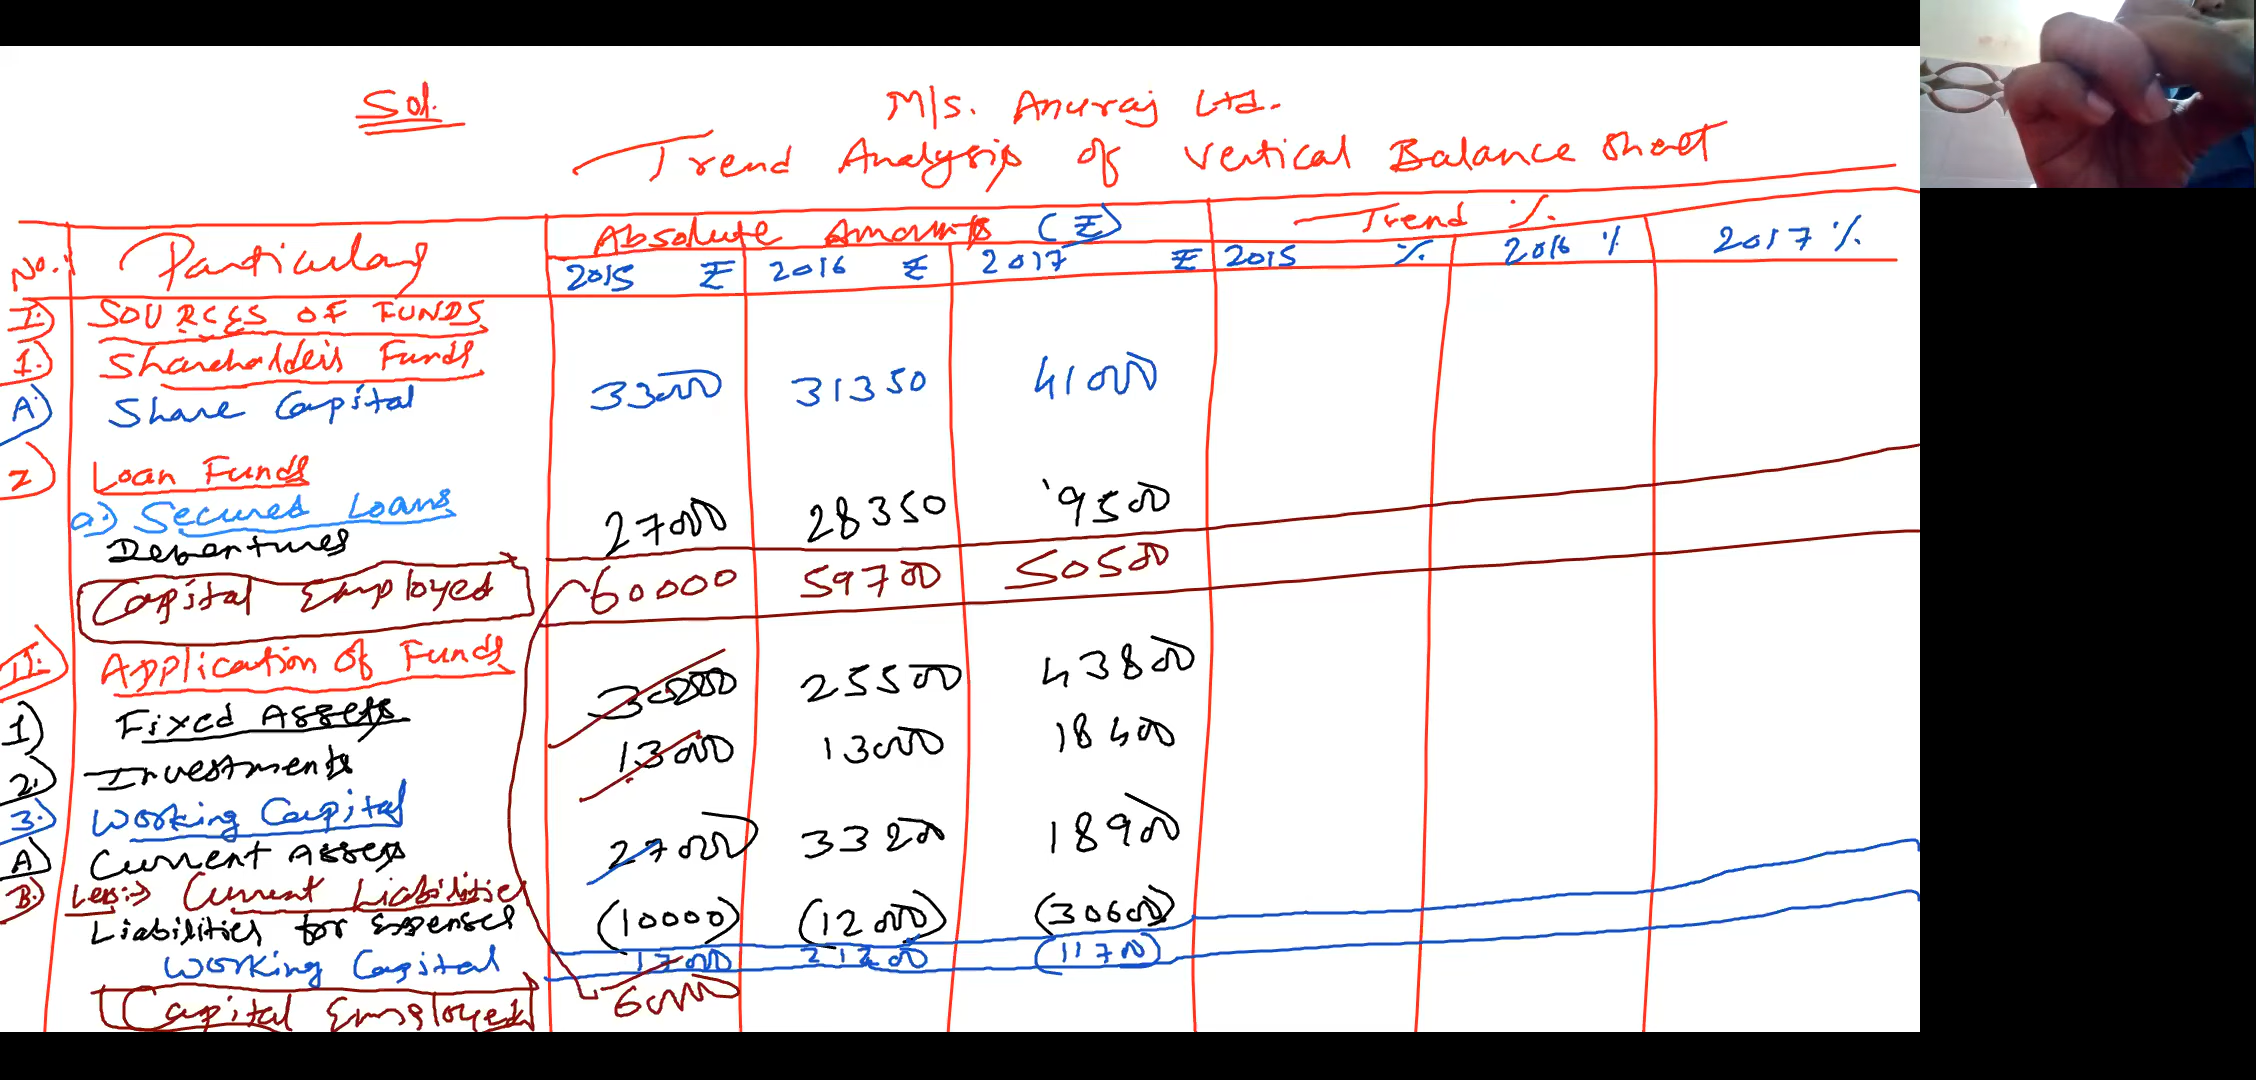 Sol.
M/s. Anuraj Ltd.
Trend Analysis of Vertical Balance Sheet
No. Particulars Absolute Amounts (₹) Trend %
2015 ₹ 2016 ₹ 2017 ₹ 2015 % 2016 % 2017 %
I) SOURCES OF FUNDS
1.) Shareholders Funds
A) Share Capital 33000 31350 41000
2) Loan Funds
a.) Secured Loans
Debentures 27000 28350 9500
Capital Employed 60000 59700 50500
II.) Application Of Funds
1) Fixed Assets 30000 25500 43800
2.) Investments 13000 13000 18400
3.) Working Capital
A) Current Assets 27000 33200 18900
B.) Less:→ Current Liabilities
Liabilities for Expenses (10000) (12000) (30600)
Working Capital 17000 21200 (11700)
Capital Employed 60000